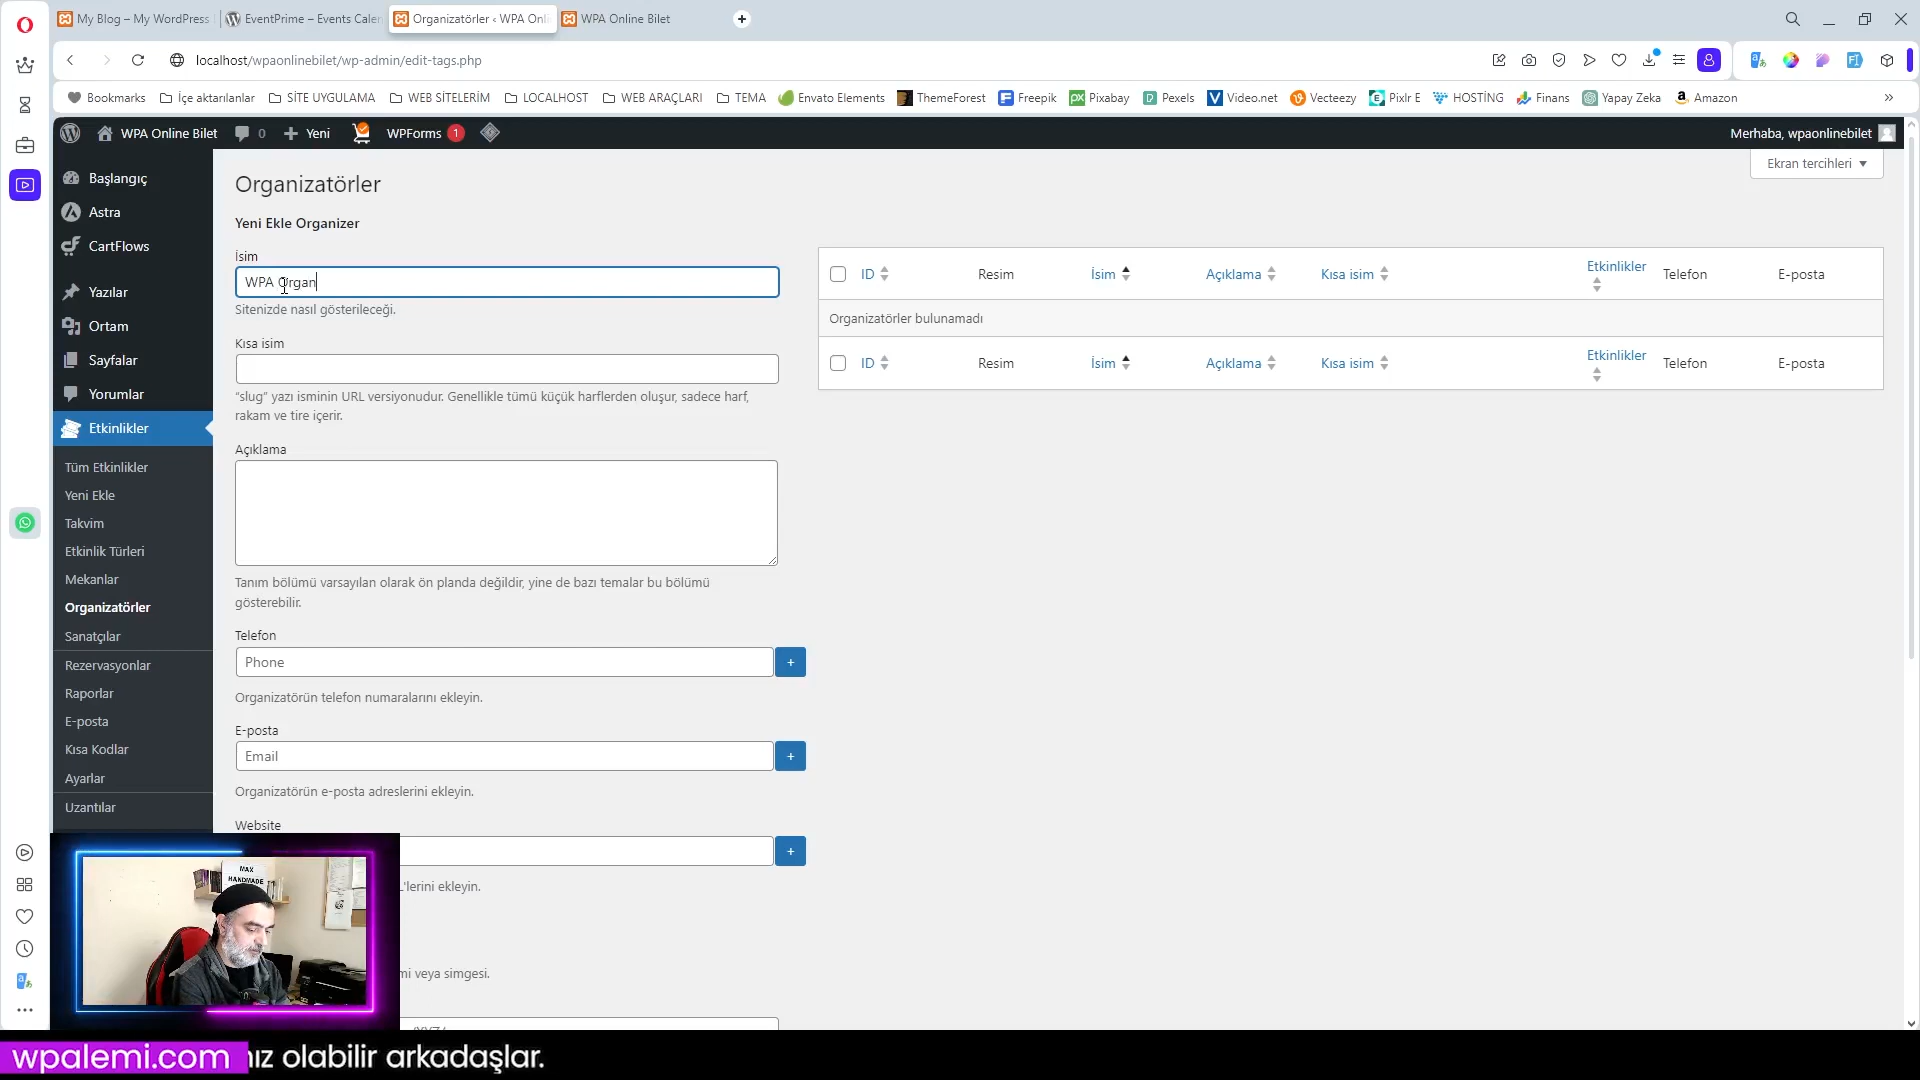 My Blog – My WordPress
EventPrime – Events Calen
Organizatörler ‹ WPA Onli
WPA Online Bilet
localhost/wpaonlinebilet/wp-admin/edit-tags.php
Bookmarks
İçe aktarılanlar
SİTE UYGULAMA
WEB SİTELERİM
LOCALHOST
WEB ARAÇLARI
TEMA
Envato Elements
ThemeForest
Freepik
Pixabay
Pexels
Video.net
Vecteezy
Pixlr E
HOSTİNG
Finans
Yapay Zeka
Amazon
WPA Online Bilet
0
Yeni
WPForms 1
Merhaba, wpaonlinebilet
Ekran tercihleri
Başlangıç
Astra
CartFlows
Yazılar
Ortam
Sayfalar
Yorumlar
Etkinlikler
Tüm Etkinlikler
Yeni Ekle
Takvim
Etkinlik Türleri
Mekanlar
Organizatörler
Sanatçılar
Rezervasyonlar
Raporlar
E-posta
Kısa Kodlar
Ayarlar
Uzantılar
Organizatörler
Yeni Ekle Organizer
İsim
WPA Organ
Sitenizde nasıl gösterileceği.
Kısa isim
“slug” yazı isminin URL versiyonudur. Genellikle tümü küçük harflerden oluşur, sadece harf,
rakam ve tire içerir.
Açıklama
Tanım bölümü varsayılan olarak ön planda değildir, yine de bazı temalar bu bölümü
gösterebilir.
Telefon
Phone
+
Organizatörün telefon numaralarını ekleyin.
E-posta
Email
+
Organizatörün e-posta adreslerini ekleyin.
Website
+
'lerini ekleyin.
mi veya simgesi.
ID Resim İsim Açıklama Kısa isim Etkinlikler Telefon E-posta
Organizatörler bulunamadı
ID Resim İsim Açıklama Kısa isim Etkinlikler Telefon E-posta
MAX
HANDMADE
wpalemi.com
ız olabilir arkadaşlar.